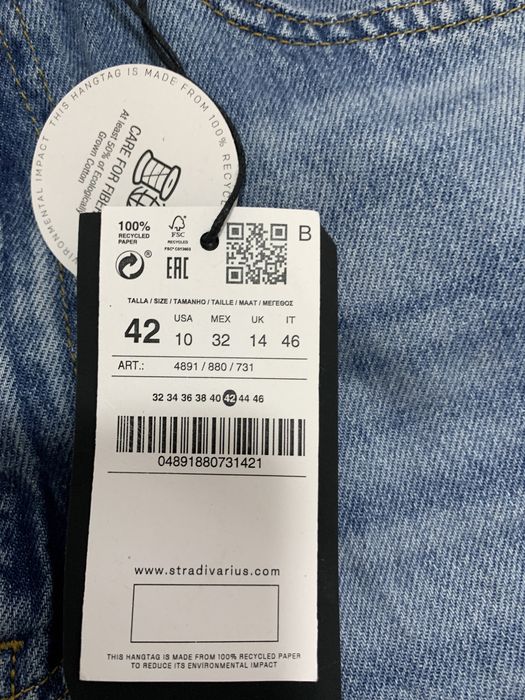 THIS HANGTAG IS MADE FROM 100%
ENVIRONMENTAL IMPACT
CARE FOR
At least 50% of Ecologically
Grown Cotton
100%
RECYCLED
PAPER
FSC
RECYCLED
EAC
B
TALLA / SIZE / TAMANHO / TAILLE / MAAT / ΜΕΓΕΘΟΣ
42
USA MEX UK IT
10 32 14 46
ART.: 4891 / 880 / 731
32 34 36 38 40 42 44 46
04891880731421
www.stradivarius.com
THIS HANGTAG IS MADE FROM 100% RECYCLED PAPER
TO REDUCE ITS ENVIRONMENTAL IMPACT